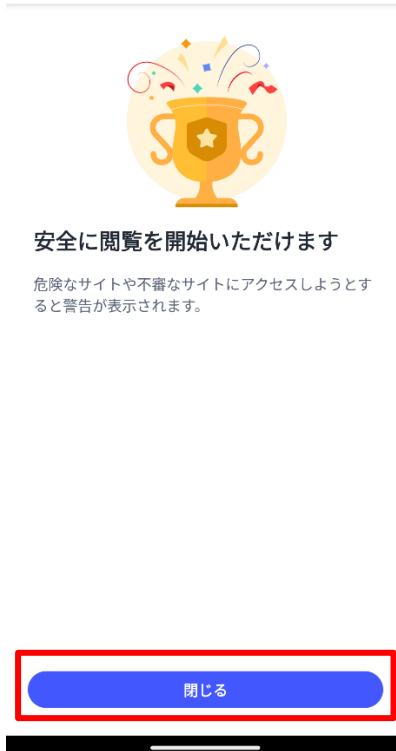 安全に閲覧を開始いただけます
危険なサイトや不審なサイトにアクセスしようとす
ると警告が表示されます。
閉じる